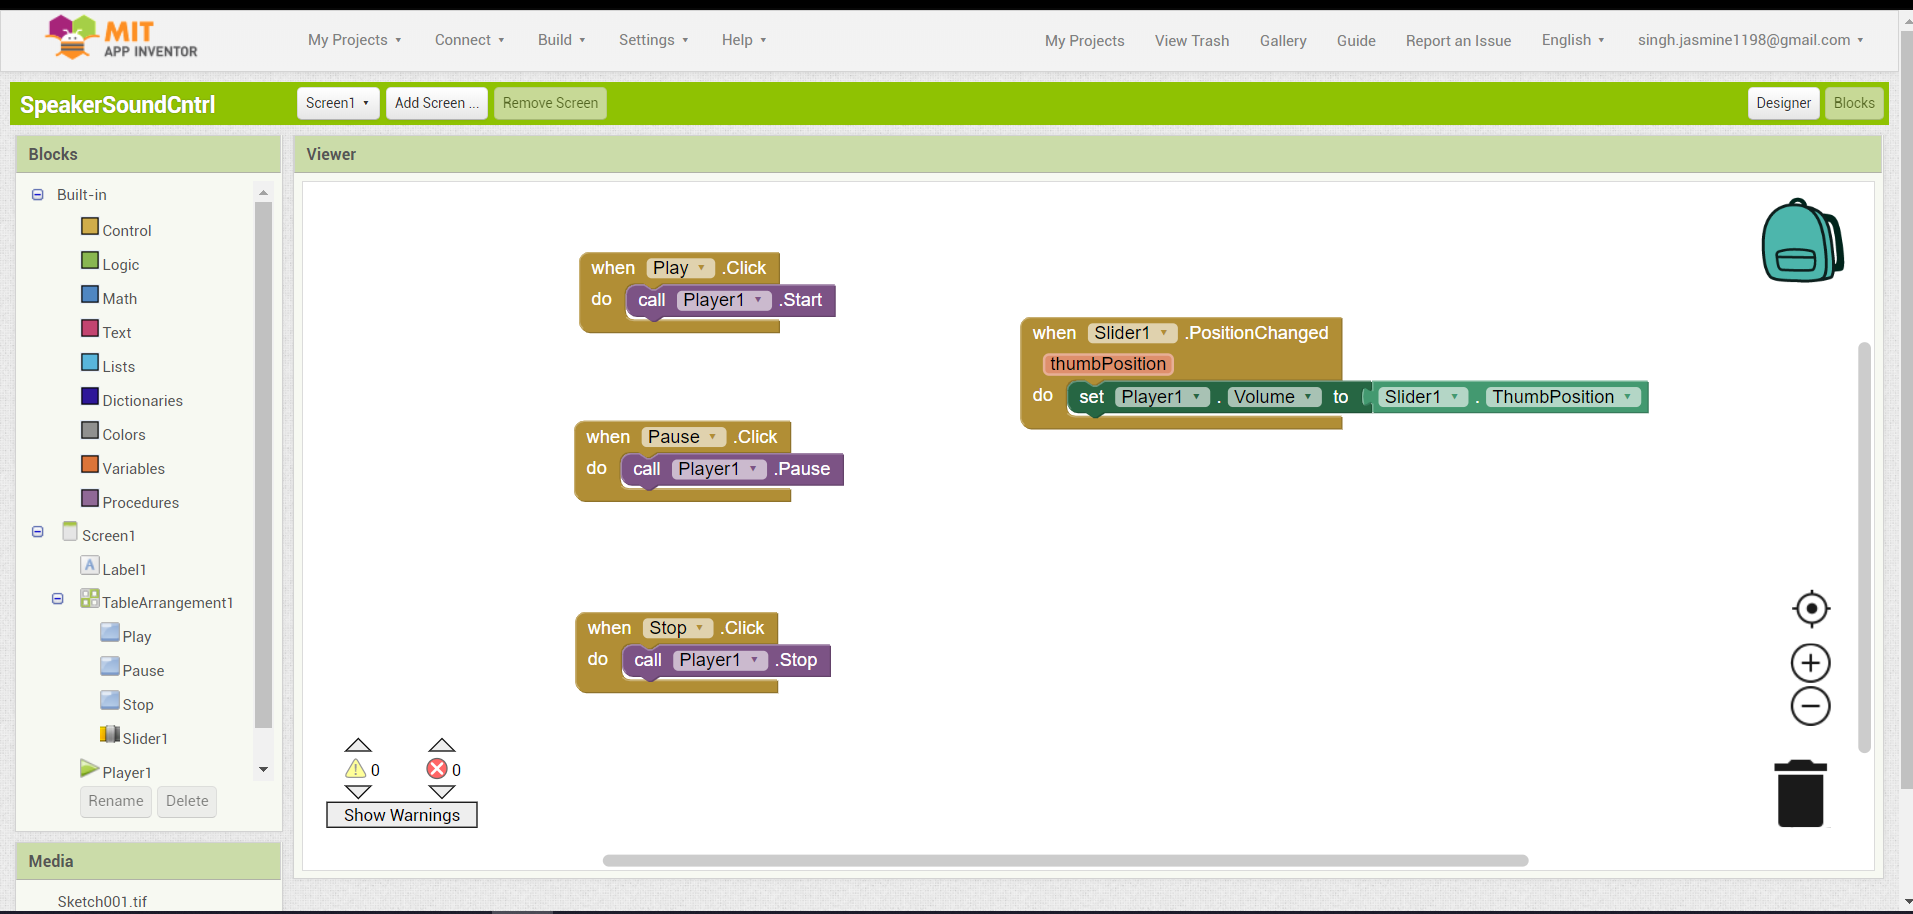 MIT
APP INVENTOR
My Projects Connect Build Settings Help My Projects View Trash Gallery Guide Report an Issue English singh.jasmine1198@gmail.com
SpeakerSoundCntrl Screen1 Add Screen ... Remove Screen Designer Blocks
Blocks
Built-in
Control
Logic
Math
Text
Lists
Dictionaries
Colors
Variables
Procedures
Screen1
A Label1
TableArrangement1
Play
Pause
Stop
Slider1
Player1
Rename Delete
Media
Sketch001.tif
Viewer
when Play .Click
do call Player1 .Start
when Pause .Click
do call Player1 .Pause
when Stop .Click
do call Player1 .Stop
when Slider1 .PositionChanged
thumbPosition
do set Player1 . Volume to Slider1 . ThumbPosition
0 0
Show Warnings